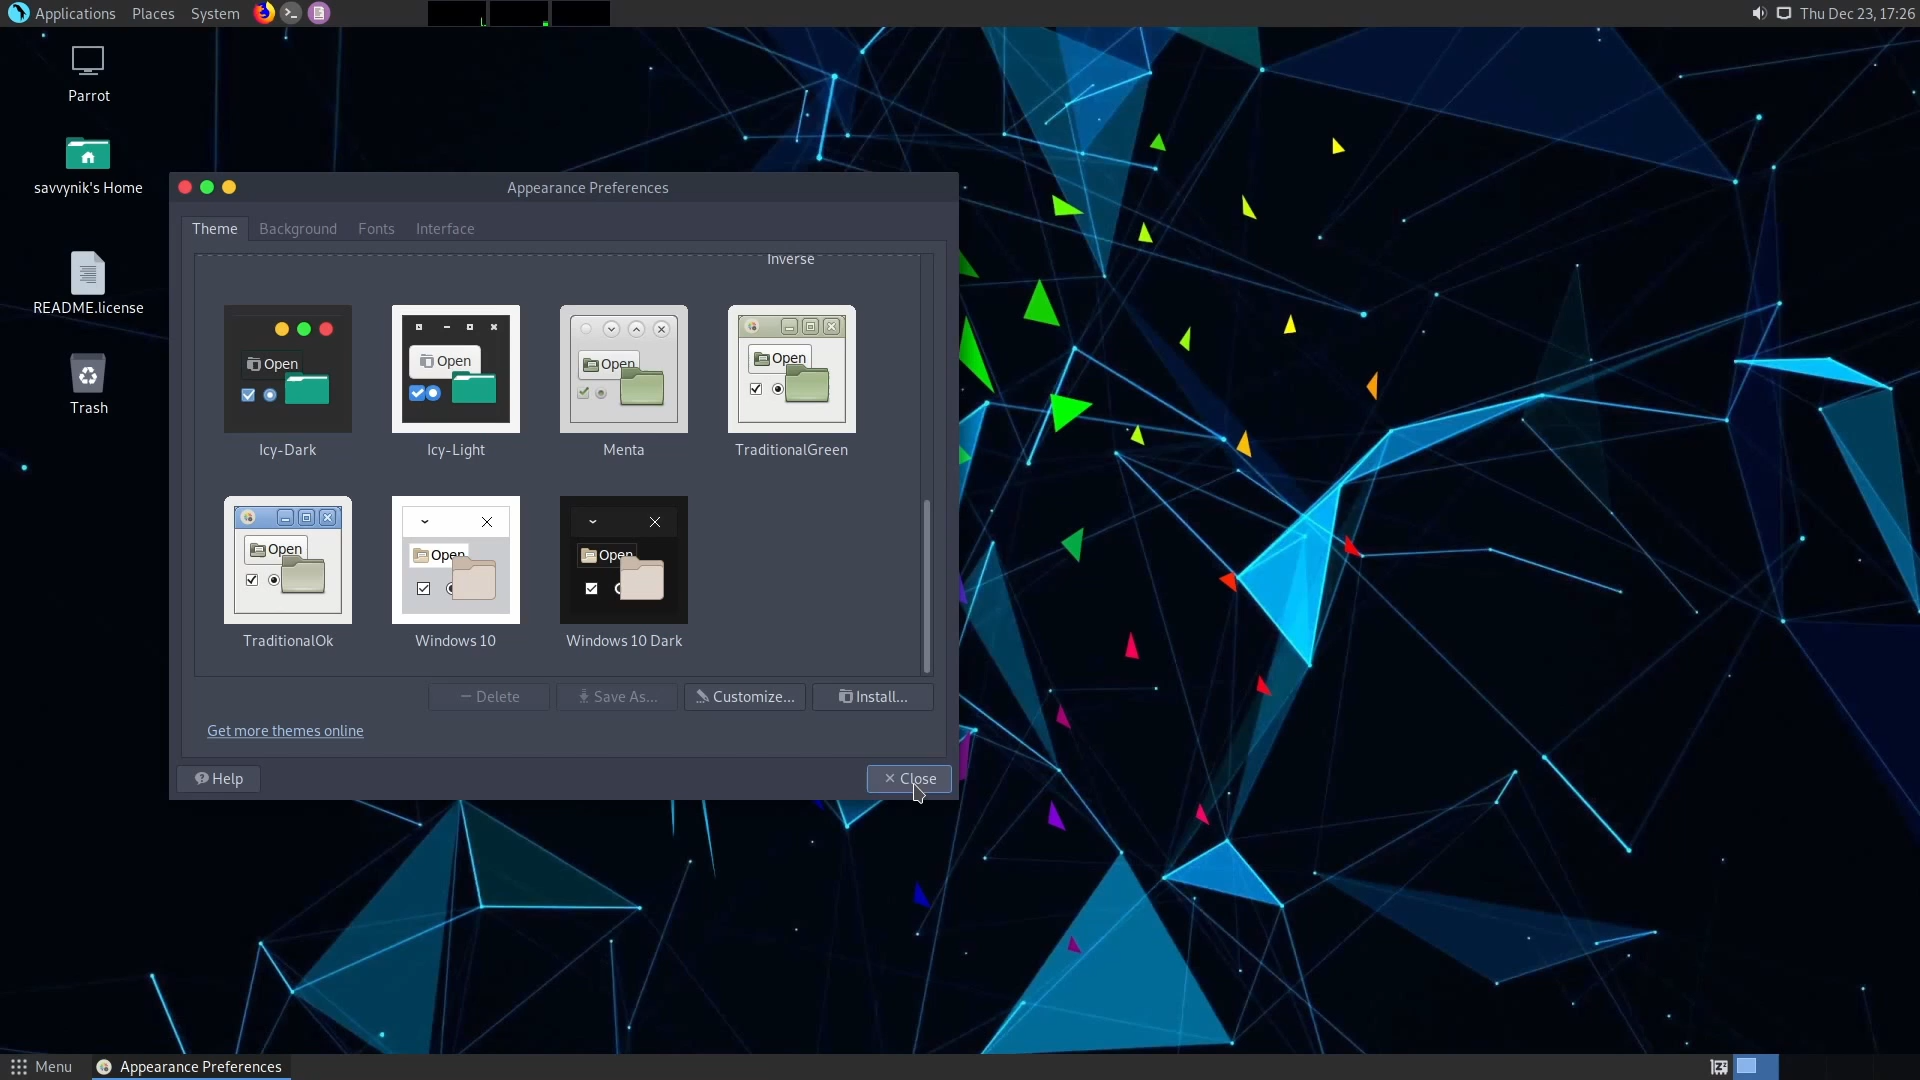 Applications Places System
Thu Dec 23, 17:26
Parrot
savvynik's Home
README.license
Trash
Appearance Preferences
Theme Background Fonts Interface
Inverse
Open
Open
Open
Open
Icy-Dark
Icy-Light
Menta
TraditionalGreen
Open
Open
Open
TraditionalOk
Windows 10
Windows 10 Dark
Delete
Save As...
Customize...
Install...
Get more themes online
Help
Close
Menu
Appearance Preferences